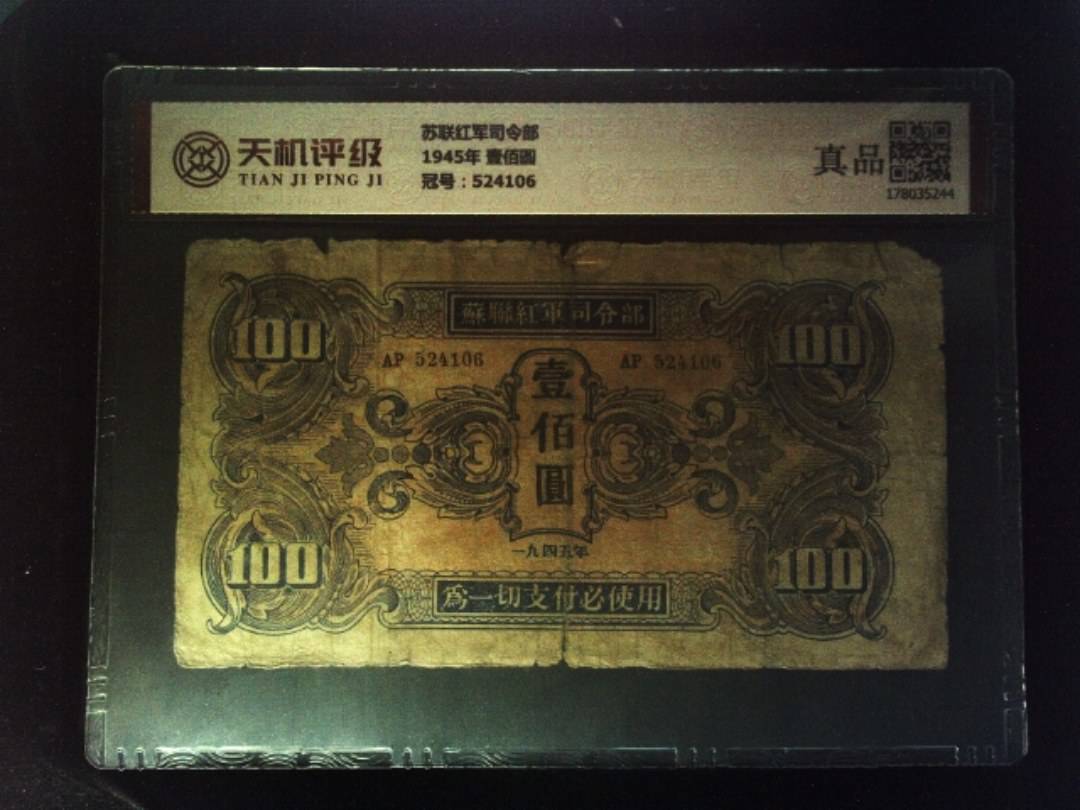 天机评级
TIAN JI PING JI
苏联红军司令部
1945年 壹佰圆
冠号：524106
真品
178035244
100
蘇聯紅軍司令部
100
AP 524106
AP 524106
壹佰圓
一九四五年
100
為一切支付必使用
100